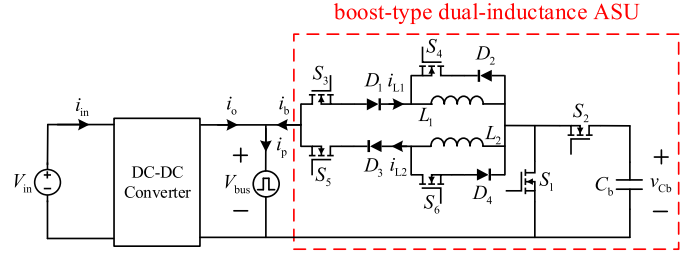 boost-type dual-inductance ASU
S4
D2
S3
D1
iL1
L1
S2
iin
io
ib
ip
Vin
DC-DC
Converter
Vbus
S5
D3
iL2
L2
S6
D4
S1
Cb
vCb